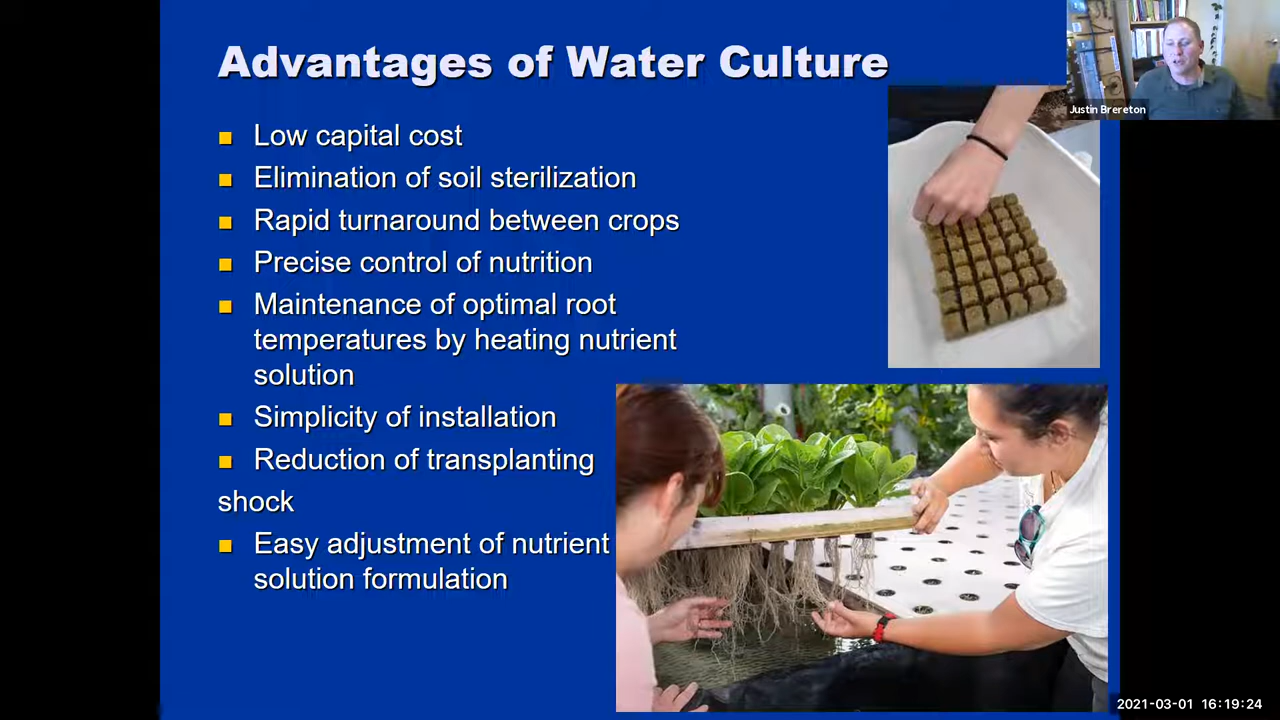 Advantages of Water Culture
Justin Brereton
Low capital cost
Elimination of soil sterilization
Rapid turnaround between crops
Precise control of nutrition
Maintenance of optimal root
temperatures by heating nutrient
solution
Simplicity of installation
Reduction of transplanting
shock
Easy adjustment of nutrient
solution formulation
2021-03-01 16:19:24